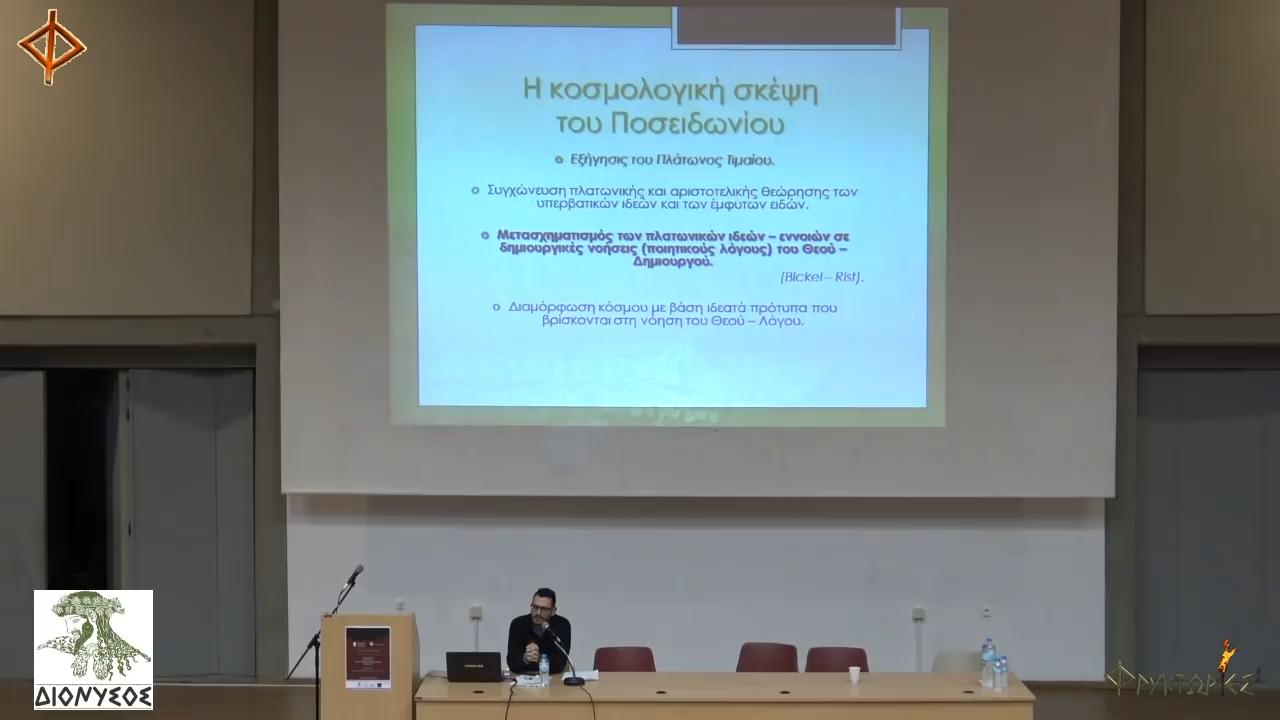 Η κοσμολογική σκέψη
του Ποσειδωνίου
Εξήγησις του Πλάτωνος Τιμαίου.
Συγχώνευση πλατωνικής και αριστοτελικής θεώρησης των
υπερβατικών ιδεών και των έμφυτων ειδών.
Μετασχηματισμός των πλατωνικών ιδεών – εννοιών σε
δημιουργικές νοήσεις (ποιητικούς λόγους) του Θεού –
Δημιουργού.
(Bickel – Rist).
Διαμόρφωση κόσμου με βάση ιδεατά πρότυπα που
βρίσκονται στη νόηση του Θεού – Λόγου.
ΔΙΟΝΥΣΟΣ
ΦΡΥΚΤΩΡΙΕΣ